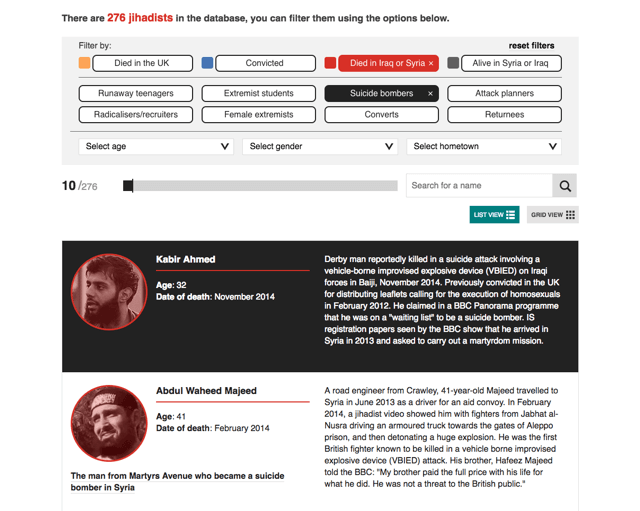 There are 276 jihadists in the database, you can filter them using the options below.
Filter by:
reset filters
Died in the UK
Convicted
Died in Iraq or Syria ×
Alive in Syria or Iraq
Runaway teenagers
Extremist students
Suicide bombers ×
Attack planners
Radicalisers/recruiters
Female extremists
Converts
Returnees
Select age
Select gender
Select hometown
10 /276
Search for a name
LIST VIEW
GRID VIEW
Kabir Ahmed
Age: 32
Date of death: November 2014
Derby man reportedly killed in a suicide attack involving a
vehicle-borne improvised explosive device (VBIED) on Iraqi
forces in Baiji, November 2014. Previously convicted in the UK
for distributing leaflets calling for the execution of homosexuals
in February 2012. He claimed in a BBC Panorama programme
that he was on a "waiting list" to be a suicide bomber. IS
registration papers seen by the BBC show that he arrived in
Syria in 2013 and asked to carry out a martyrdom mission.
Abdul Waheed Majeed
Age: 41
Date of death: February 2014
The man from Martyrs Avenue who became a suicide
bomber in Syria
A road engineer from Crawley, 41-year-old Majeed travelled to
Syria in June 2013 as a driver for an aid convoy. In February
2014, a jihadist video showed him with fighters from Jabhat al-
Nusra driving an armoured truck towards the gates of Aleppo
prison, and then detonating a huge explosion. He was the first
British fighter known to be killed in a vehicle borne improvised
explosive device (VBIED) attack. His brother, Hafeez Majeed
told the BBC: "My brother paid the full price with his life for
what he did. He was not a threat to the British public."